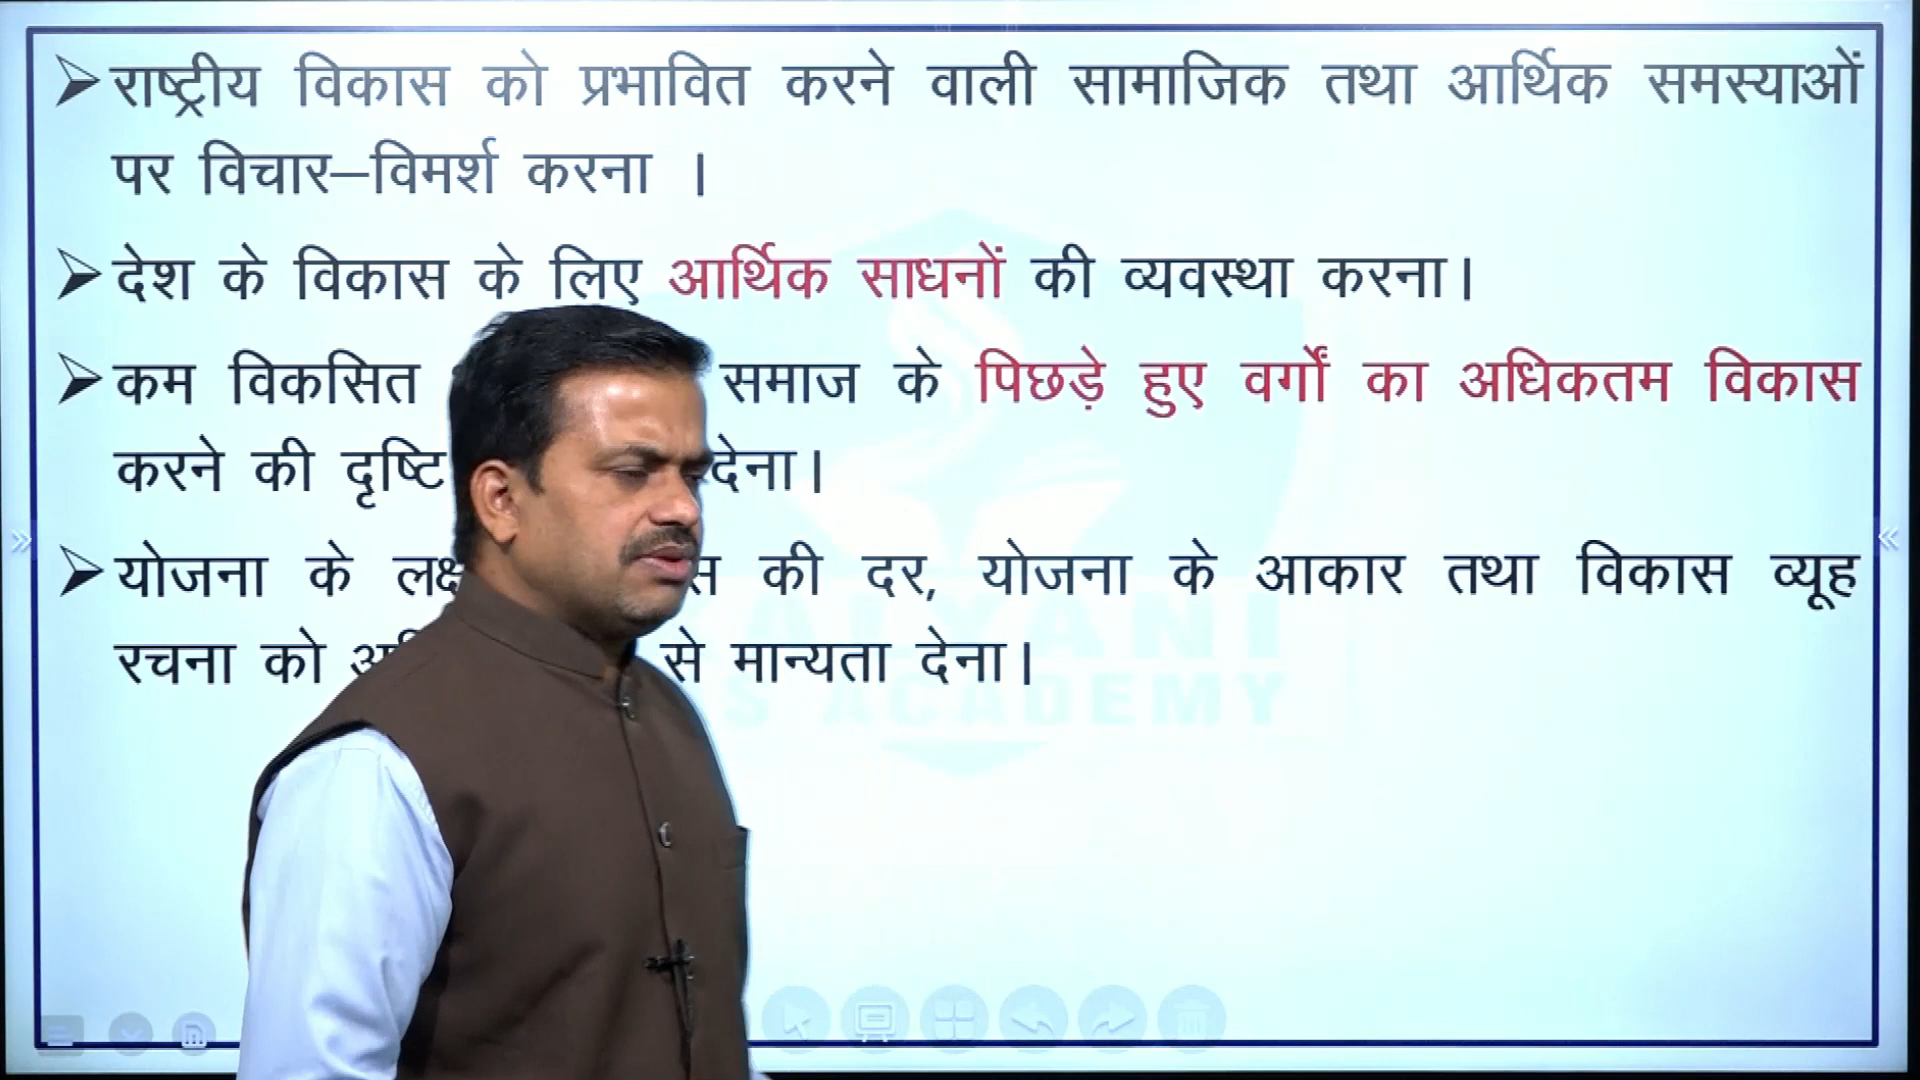 राष्ट्रीय विकास को प्रभावित करने वाली सामाजिक तथा आर्थिक समस्याओं
पर विचार–विमर्श करना ।
देश के विकास के लिए आर्थिक साधनों की व्यवस्था करना।
कम विकसित समाज के पिछड़े हुए वर्गों का अधिकतम विकास
करने की दृष्टि देना।
योजना के की दर, योजना के आकार तथा विकास व्यूह
रचना को से मान्यता देना।
ACADEMY